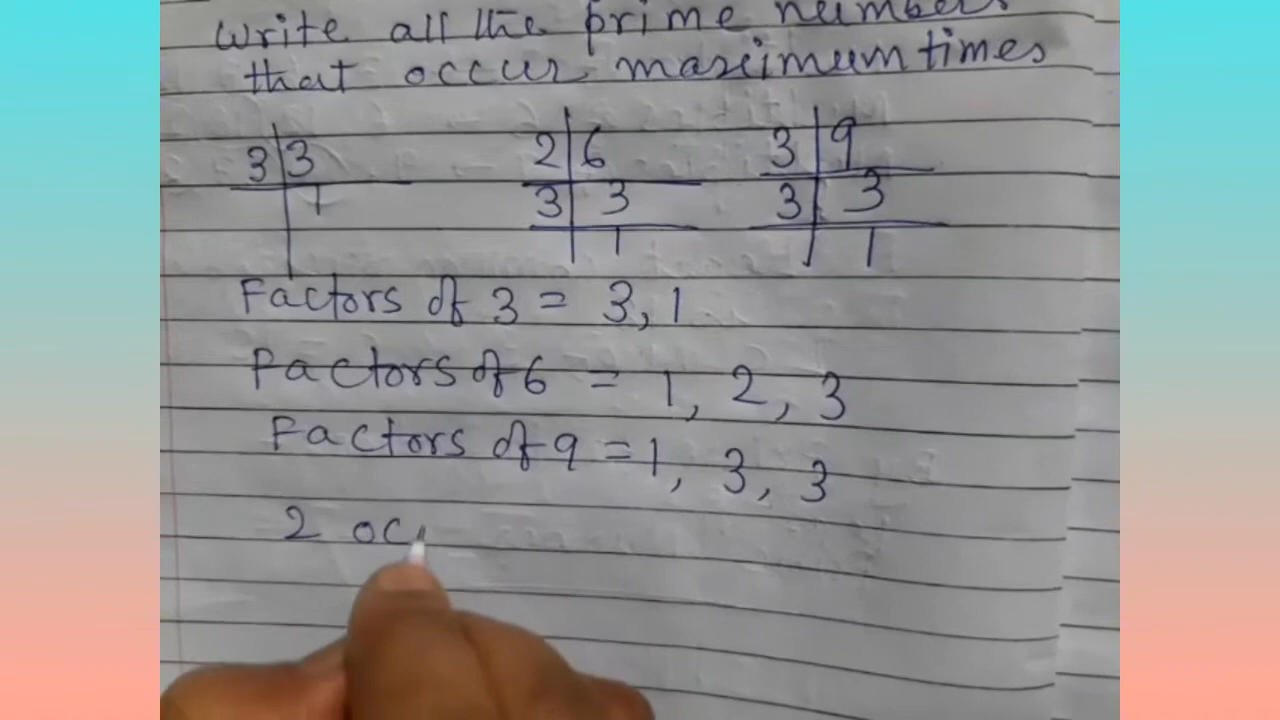 Write all the prime numbers
that occur maximum times
3 3 2 6 3 9
1 3 3 3 3
1 1
Factors of 3 = 3, 1
Factors of 6 = 1, 2, 3
Factors of 9 = 1, 3, 3
2 oc